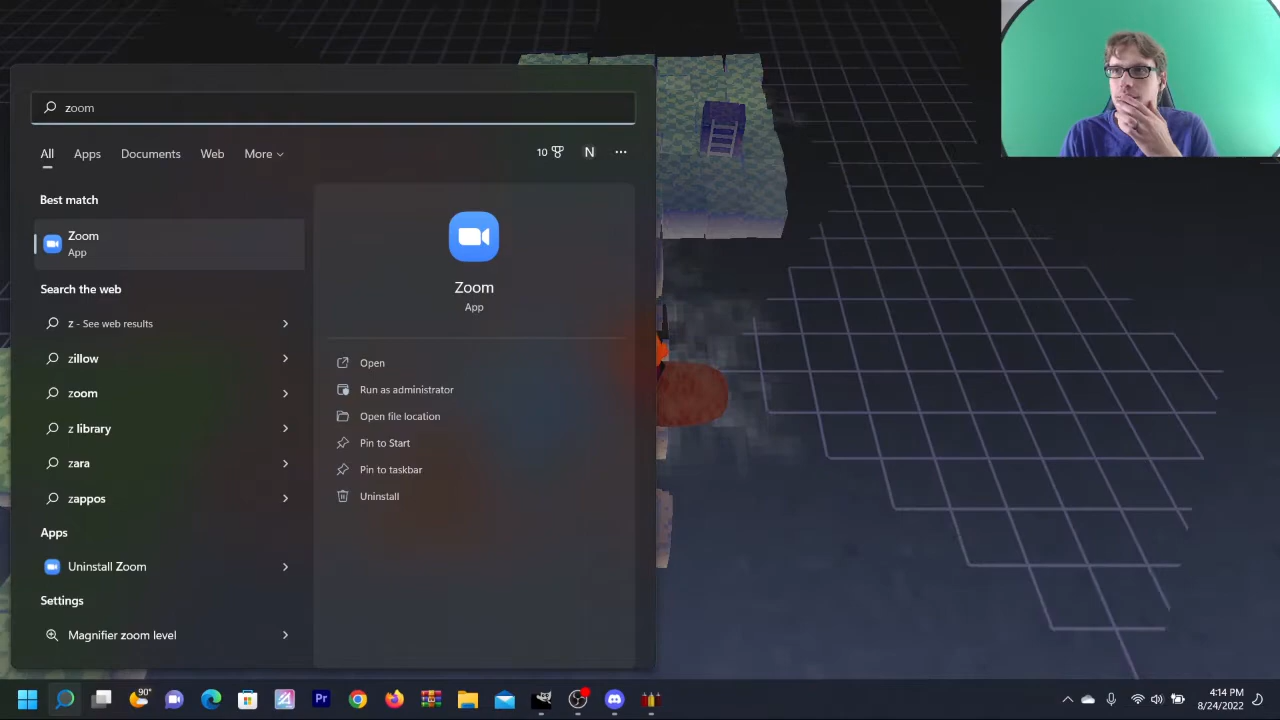 zoom
All Apps Documents Web More 10 N ...
Best match
Zoom
App
Search the web
z - See web results
zillow
zoom
z library
zara
zappos
Apps
Uninstall Zoom
Settings
Magnifier zoom level
Zoom
App
Open
Run as administrator
Open file location
Pin to Start
Pin to taskbar
Uninstall
90°
Pr
4:14 PM
8/24/2022